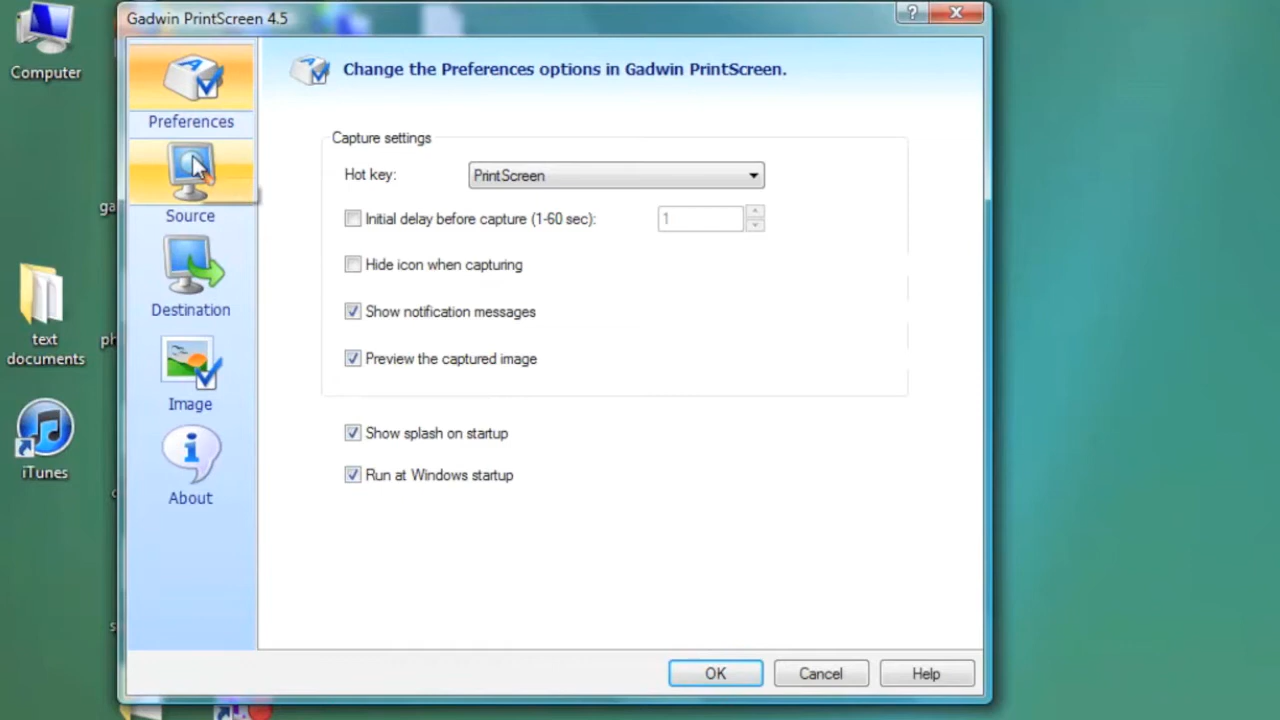 Gadwin PrintScreen 4.5
Computer
Preferences
Source
Destination
Image
About
Change the Preferences options in Gadwin PrintScreen.
Capture settings
Hot key: PrintScreen
Initial delay before capture (1-60 sec): 1
Hide icon when capturing
Show notification messages
Preview the captured image
Show splash on startup
Run at Windows startup
OK Cancel Help
text
documents
iTunes
ga
ph